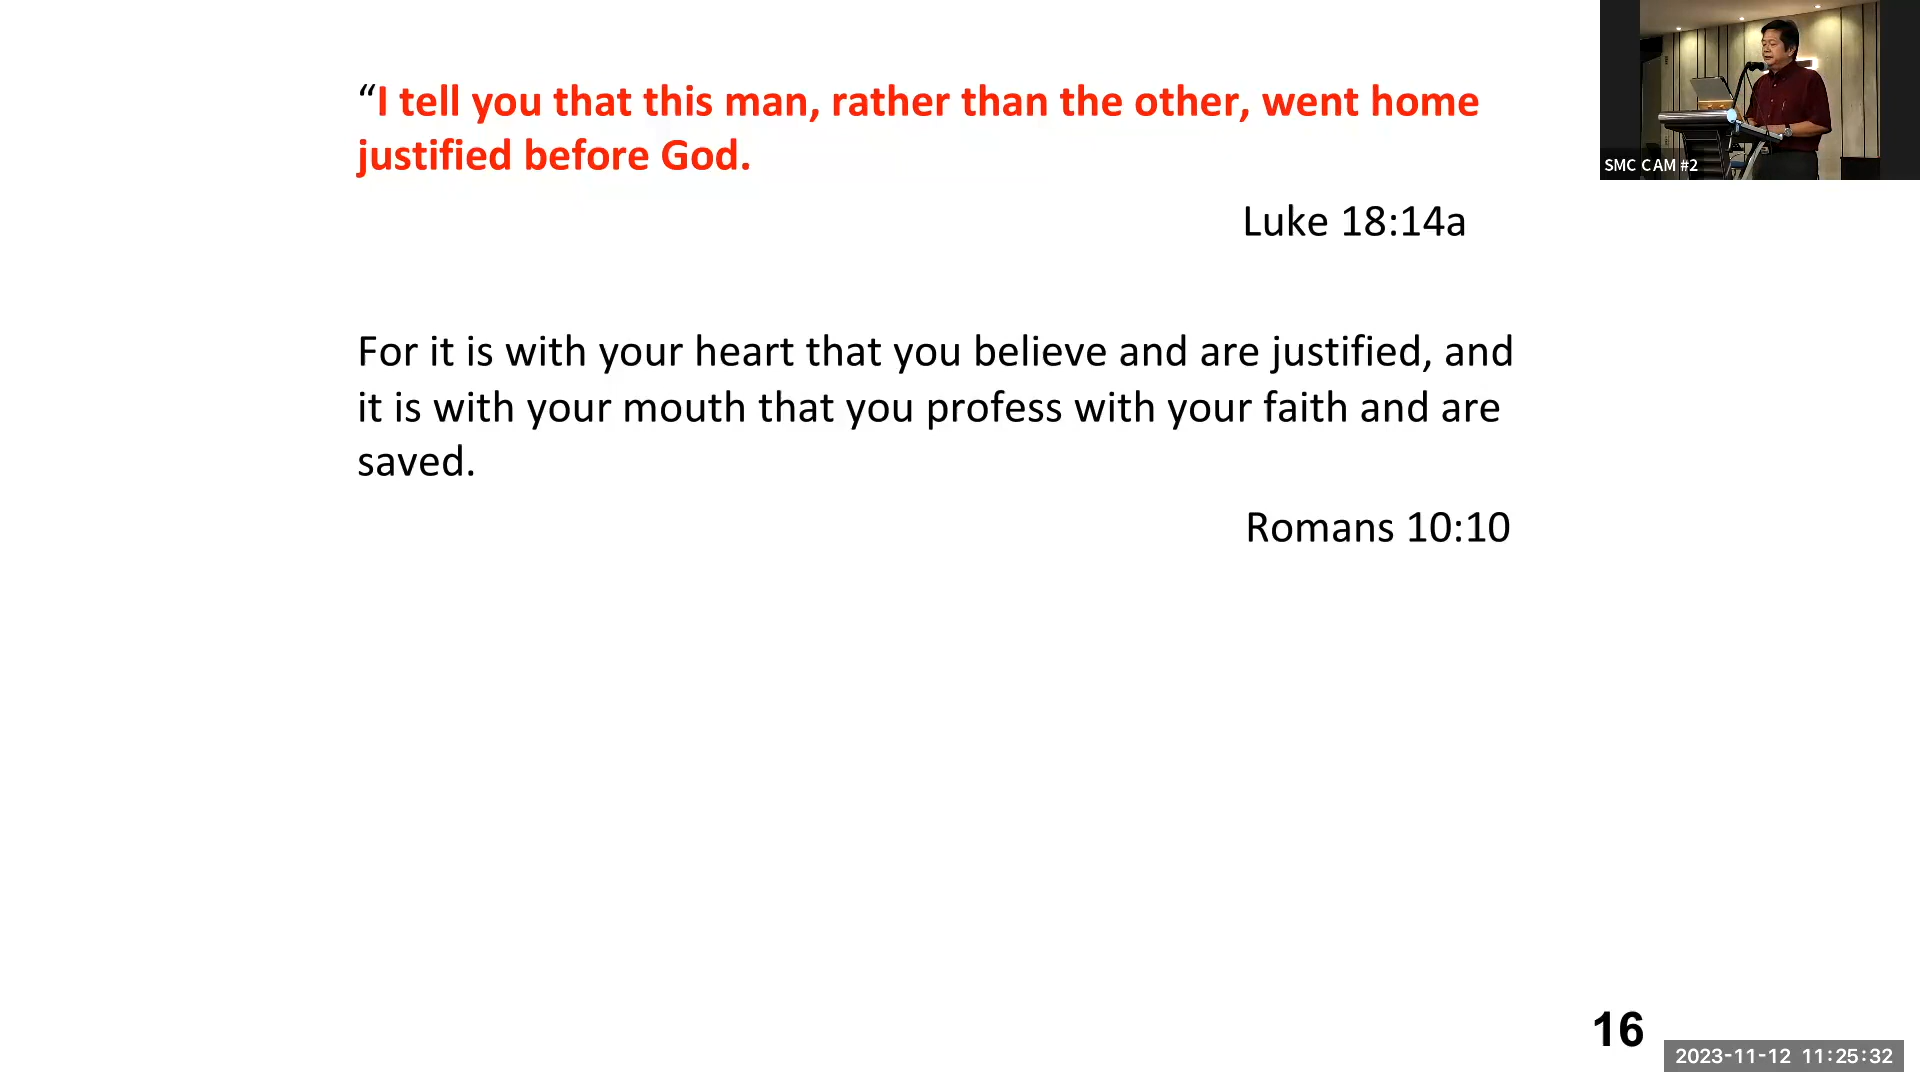 “I tell you that this man, rather than the other, went home
justified before God.
Luke 18:14a
For it is with your heart that you believe and are justified, and
it is with your mouth that you profess with your faith and are
saved.
Romans 10:10
SMC CAM #2
16
2023-11-12 11:25:32